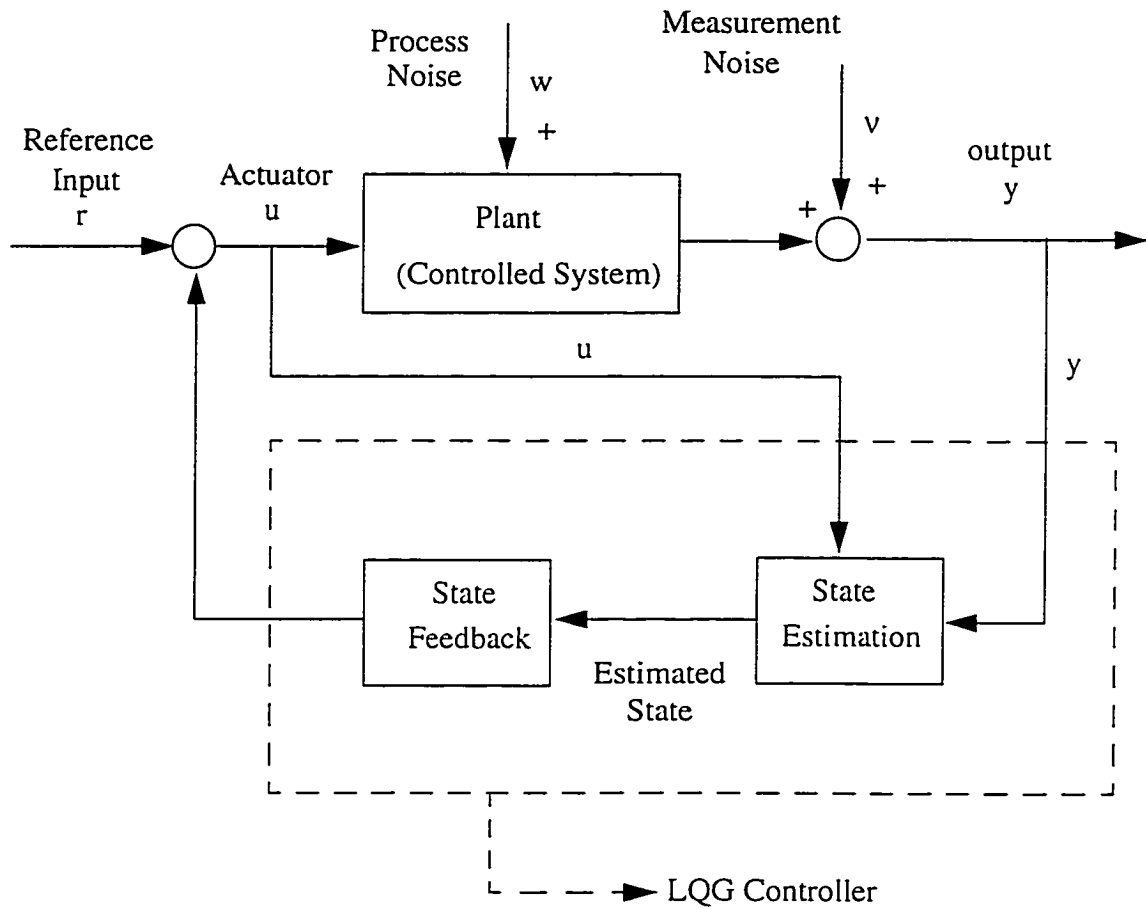 Process
Noise
w
+
Measurement
Noise
v
+
+
output
y
Reference
Input
r
Actuator
u
Plant
(Controlled System)
u
y
State
Feedback
Estimated
State
State
Estimation
LQG Controller